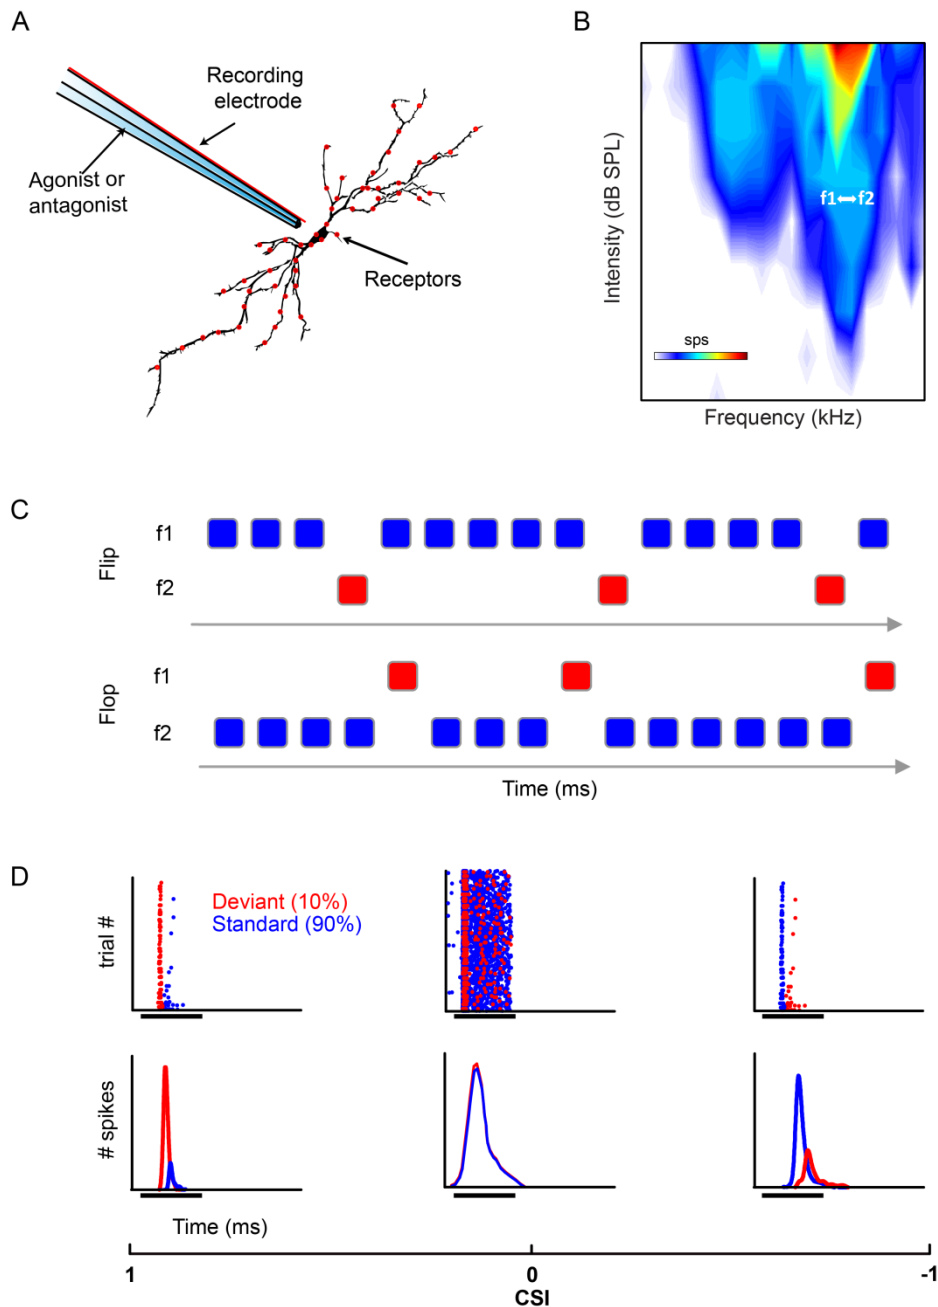 A
Recording
electrode
Agonist or
antagonist
Receptors
B
Intensity (dB SPL)
f1 f2
sps
Frequency (kHz)
C
Flip
f1
f2
Flop
f1
f2
Time (ms)
D
trial #
Deviant (10%)
Standard (90%)
# spikes
Time (ms)
1 0 -1
CSI